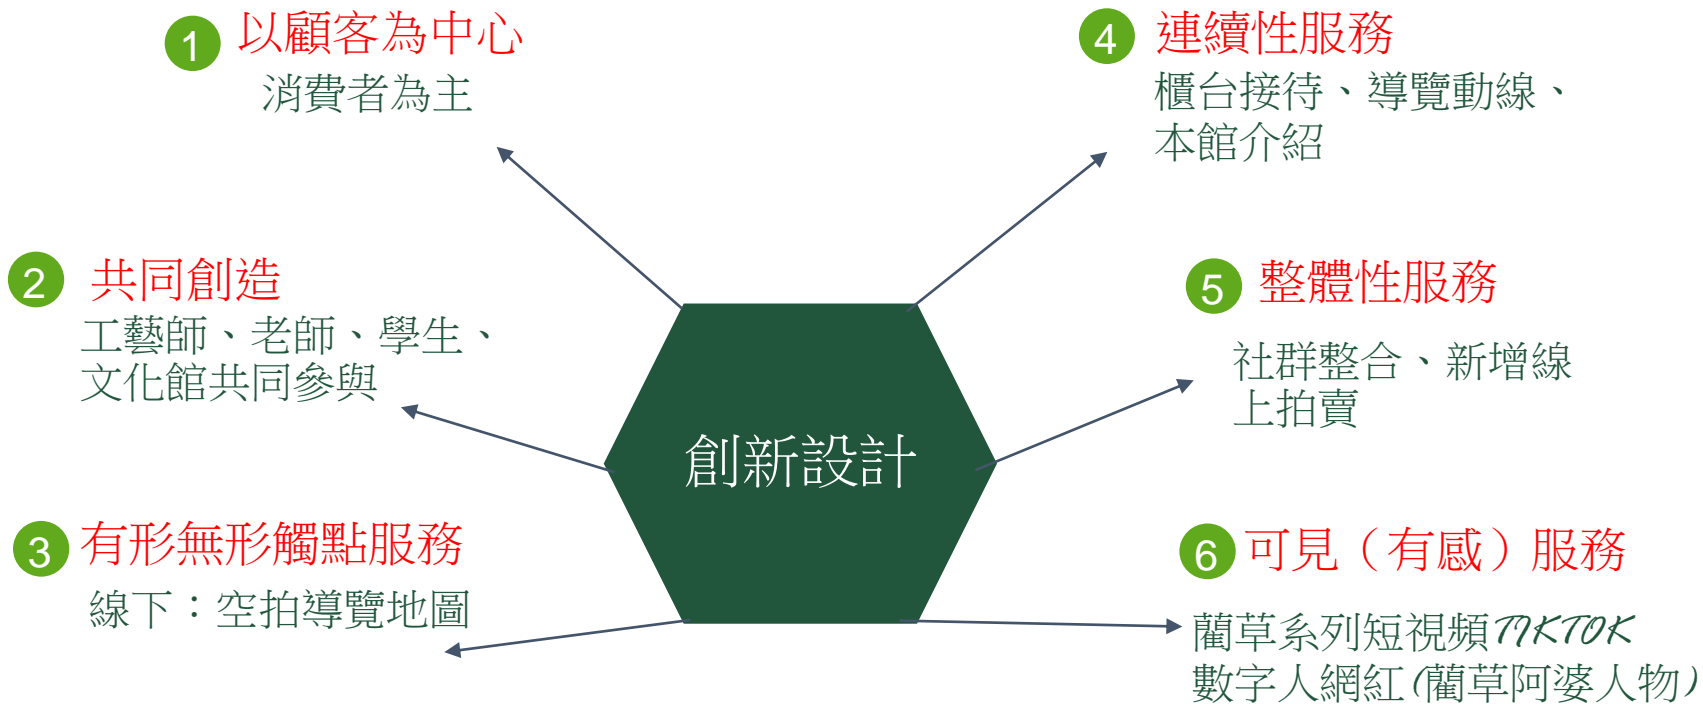 1 以顧客為中心
消費者為主
2 共同創造
工藝師、老師、學生、
文化館共同參與
3 有形無形觸點服務
線下：空拍導覽地圖
創新設計
4 連續性服務
櫃台接待、導覽動線、
本館介紹
5 整體性服務
社群整合、新增線
上拍賣
6 可見（有感）服務
藺草系列短視頻TIKTOK
數字人網紅(藺草阿婆人物)